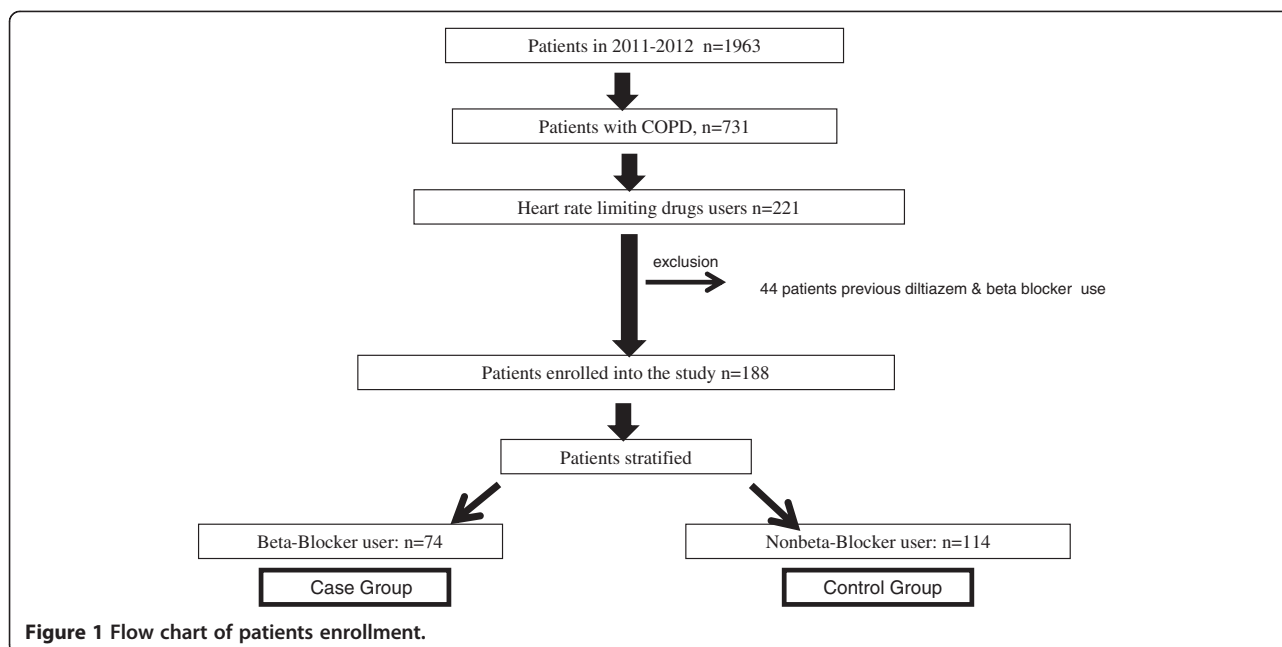 Patients in 2011-2012 n=1963
Patients with COPD, n=731
Heart rate limiting drugs users n=221
exclusion
44 patients previous diltiazem & beta blocker use
Patients enrolled into the study n=188
Patients stratified
Beta-Blocker user: n=74
Nonbeta-Blocker user: n=114
Case Group
Control Group
Figure 1 Flow chart of patients enrollment.